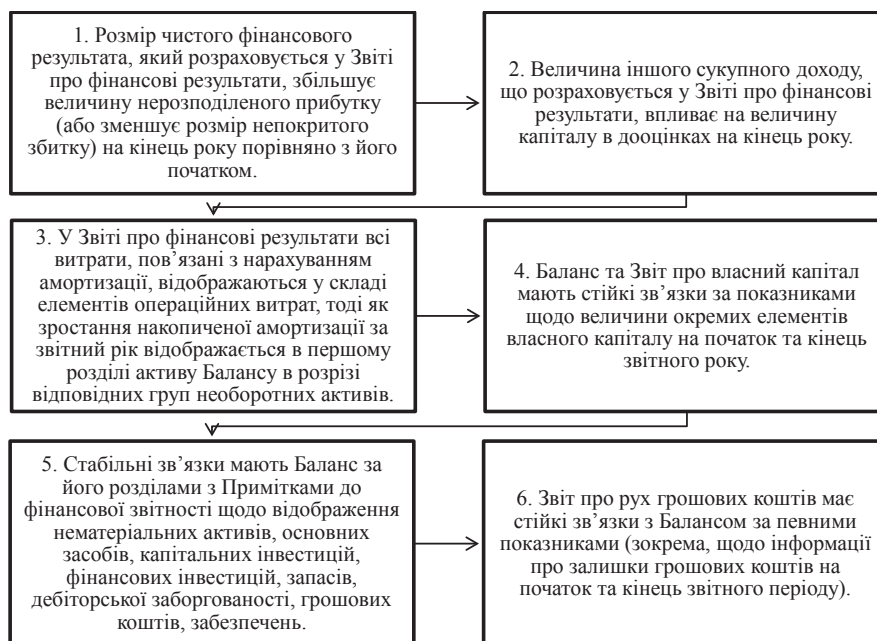 1. Розмір чистого фінансового
результата, який розраховується у Звіті
про фінансові результати, збільшує
величину нерозподіленого прибутку
(або зменшує розмір непокритого
збитку) на кінець року порівняно з його
початком.
2. Величина іншого сукупного доходу,
що розраховується у Звіті про фінансові
результати, впливає на величину
капіталу в дооцінках на кінець року.
3. У Звіті про фінансові результати всі
витрати, пов’язані з нарахуванням
амортизації, відображаються у складі
елементів операційних витрат, тоді як
зростання накопиченої амортизації за
звітний рік відображається в першому
розділі активу Балансу в розрізі
відповідних груп необоротних активів.
4. Баланс та Звіт про власний капітал
мають стійкі зв’язки за показниками
щодо величини окремих елементів
власного капіталу на початок та кінець
звітного року.
5. Стабільні зв’язки мають Баланс за
його розділами з Примітками до
фінансової звітності щодо відображення
нематеріальних активів, основних
засобів, капітальних інвестицій,
фінансових інвестицій, запасів,
дебіторської заборгованості, грошових
коштів, забезпечень.
6. Звіт про рух грошових коштів має
стійкі зв’язки з Балансом за певними
показниками (зокрема, щодо інформації
про залишки грошових коштів на
початок та кінець звітного періоду).